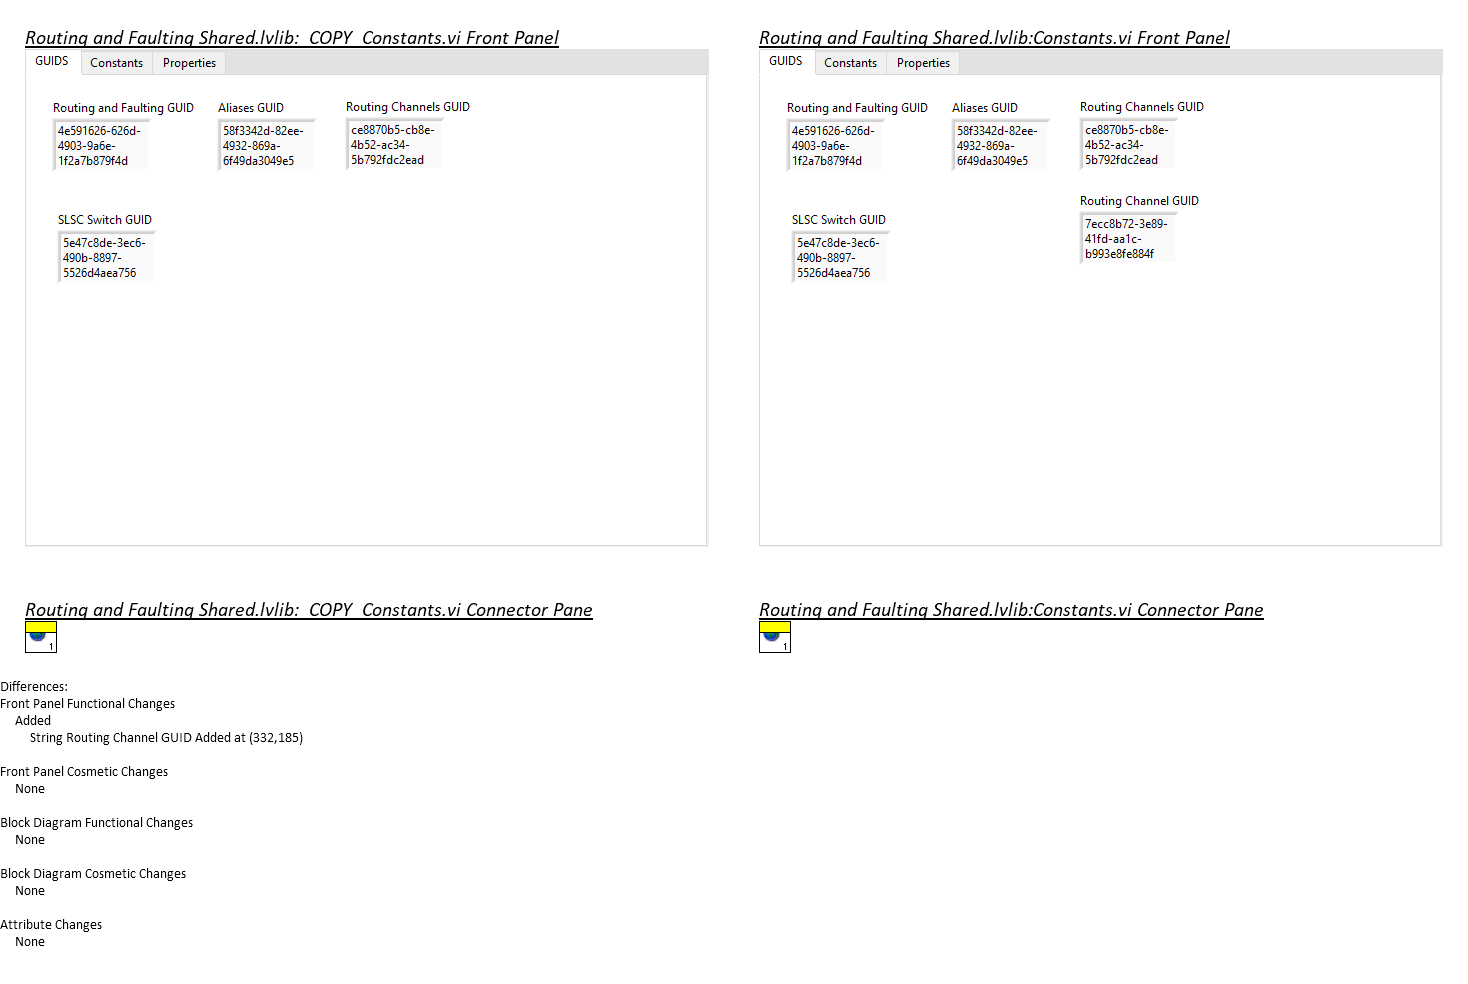 Routing and Faulting Shared.lvlib:_COPY_Constants.vi Front Panel
GUIDS Constants Properties
Routing and Faulting GUID Aliases GUID Routing Channels GUID
4e591626-626d-
4903-9a6e-
1f2a7b879f4d
58f3342d-82ee-
4932-869a-
6f49da3049e5
ce8870b5-cb8e-
4b52-ac34-
5b792fdc2ead
SLSC Switch GUID
5e47c8de-3ec6-
490b-8897-
5526d4aea756
Routing and Faulting Shared.lvlib:Constants.vi Front Panel
GUIDS Constants Properties
Routing and Faulting GUID Aliases GUID Routing Channels GUID
4e591626-626d-
4903-9a6e-
1f2a7b879f4d
58f3342d-82ee-
4932-869a-
6f49da3049e5
ce8870b5-cb8e-
4b52-ac34-
5b792fdc2ead
SLSC Switch GUID
5e47c8de-3ec6-
490b-8897-
5526d4aea756
Routing Channel GUID
7ecc8b72-3e89-
41fd-aa1c-
b993e8fe884f
Routing and Faulting Shared.lvlib:_COPY_Constants.vi Connector Pane
1
Routing and Faulting Shared.lvlib:Constants.vi Connector Pane
1
Differences:
Front Panel Functional Changes
Added
String Routing Channel GUID Added at (332,185)
Front Panel Cosmetic Changes
None
Block Diagram Functional Changes
None
Block Diagram Cosmetic Changes
None
Attribute Changes
None